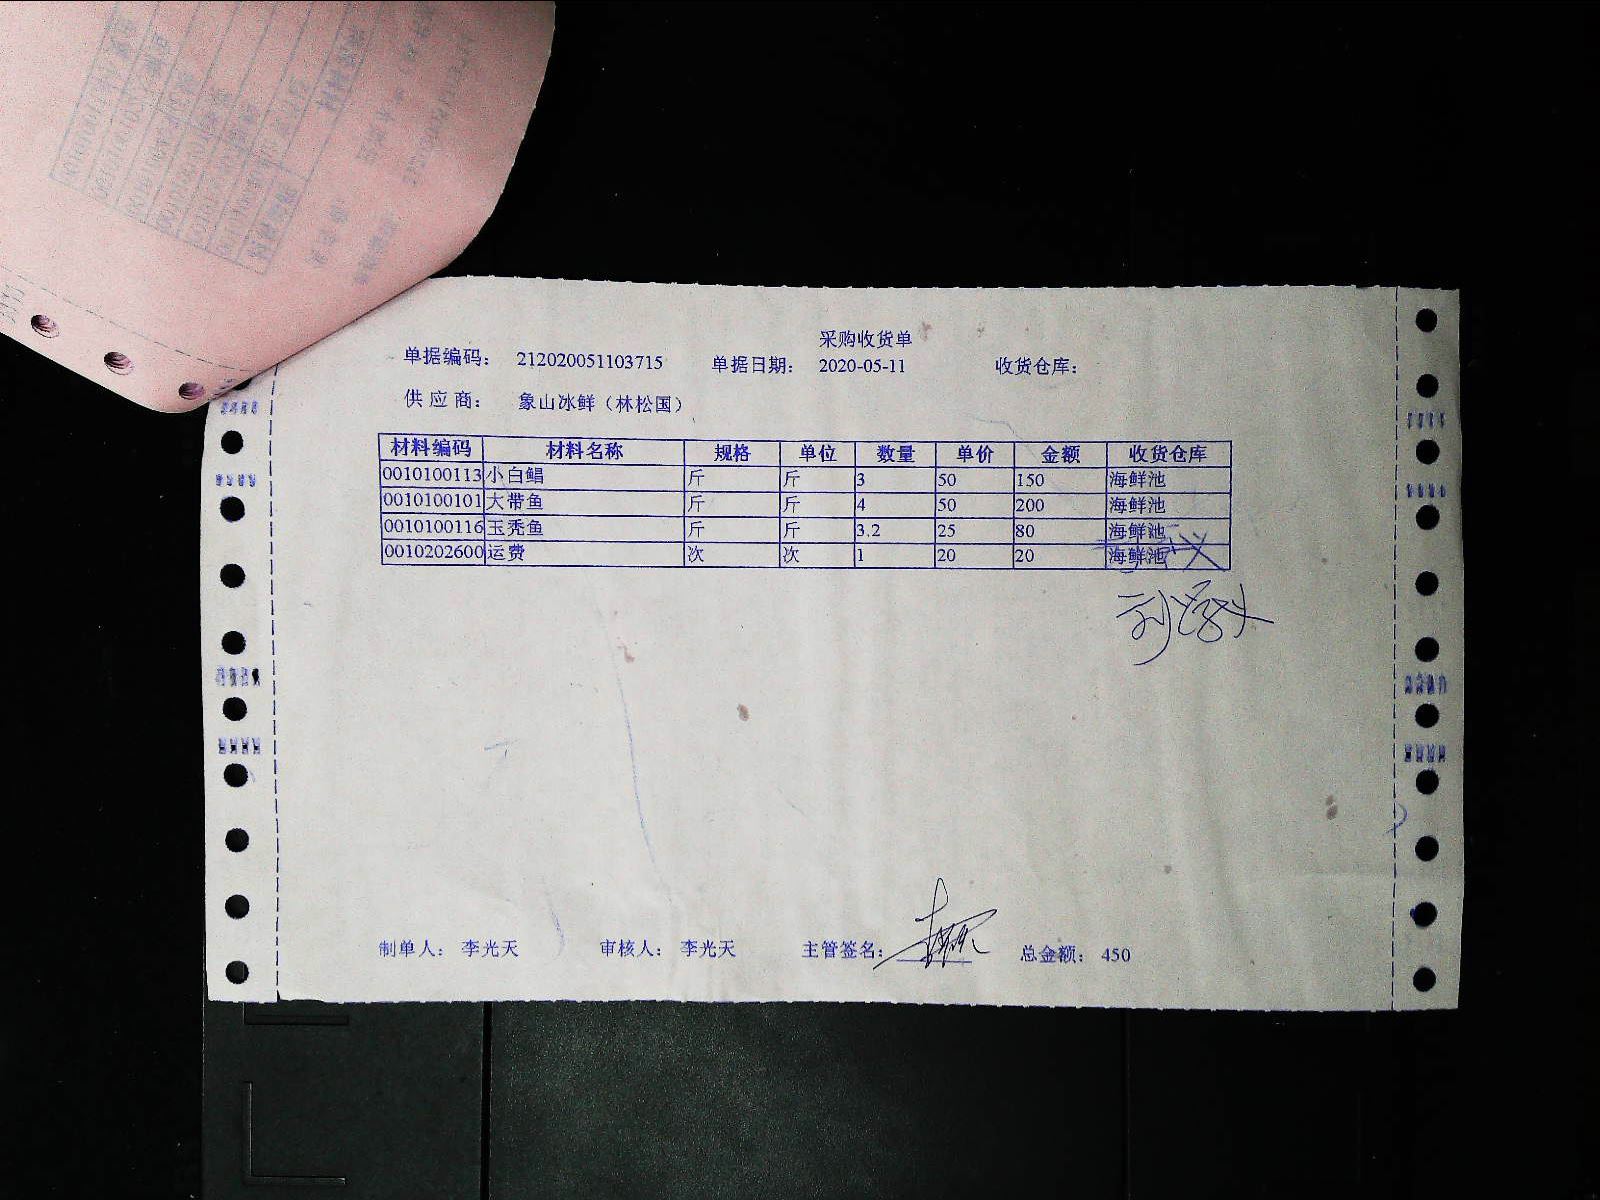 采购收货单
单据编码： 212020051103715 单据日期： 2020-05-11 收货仓库：
供 应 商： 象山冰鲜（林松国）
材料编码 材料名称 规格 单位 数量 单价 金额 收货仓库
0010100113 小白鲳 斤 斤 3 50 150 海鲜池
0010100101 大带鱼 斤 斤 4 50 200 海鲜池
0010100116 玉秃鱼 斤 斤 3.2 25 80 海鲜池
0010202600 运费 次 次 1 20 20 海鲜池
制单人： 李光天 审核人： 李光天 主管签名： 总金额： 450